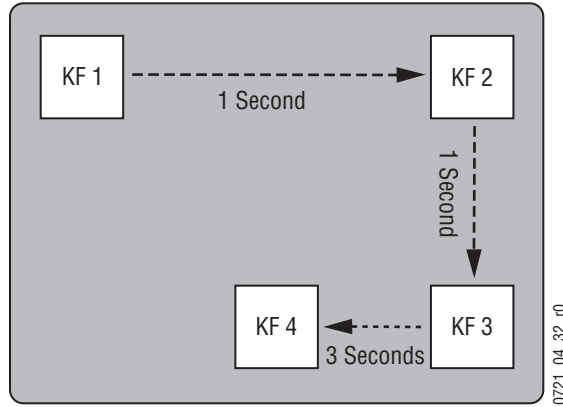 KF 1
KF 2
1 Second
1 Second
KF 4
KF 3
3 Seconds
0721_04_32_r0